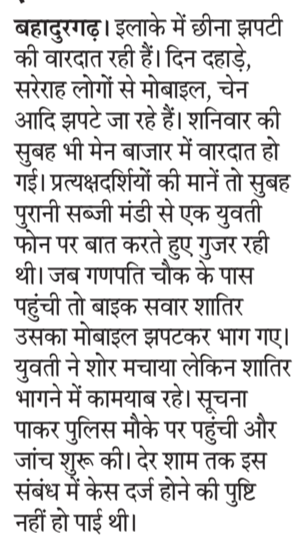 बहादुरगढ़। इलाके में छीना झपटी
की वारदात रही हैं। दिन दहाड़े,
सरेराह लोगों से मोबाइल, चेन
आदि झपटे जा रहे हैं। शनिवार की
सुबह भी मेन बाजार में वारदात हो
गई। प्रत्यक्षदर्शियों की मानें तो सुबह
पुरानी सब्जी मंडी से एक युवती
फोन पर बात करते हुए गुजर रही
थी। जब गणपति चौक के पास
पहुंची तो बाइक सवार शातिर
उसका मोबाइल झपटकर भाग गए।
युवती ने शोर मचाया लेकिन शातिर
भागने में कामयाब रहे। सूचना
पाकर पुलिस मौके पर पहुंची और
जांच शुरू की। देर शाम तक इस
संबंध में केस दर्ज होने की पुष्टि
नहीं हो पाई थी।